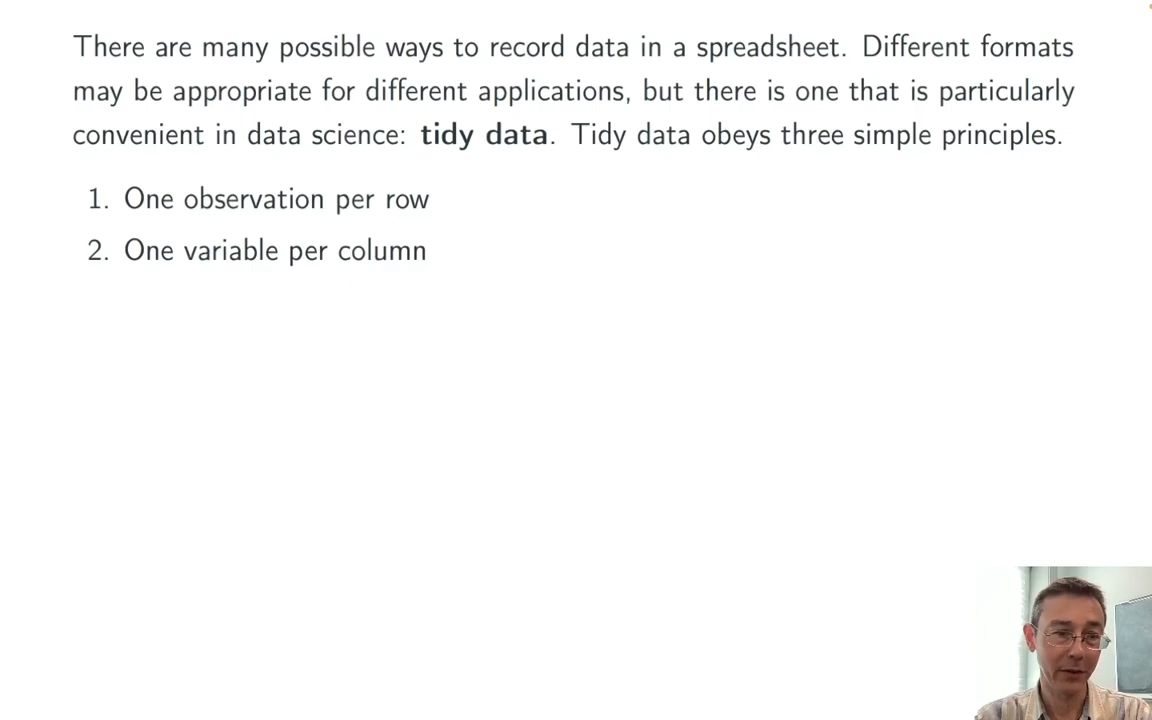 There are many possible ways to record data in a spreadsheet. Different formats
may be appropriate for different applications, but there is one that is particularly
convenient in data science: tidy data. Tidy data obeys three simple principles.
1. One observation per row
2. One variable per column